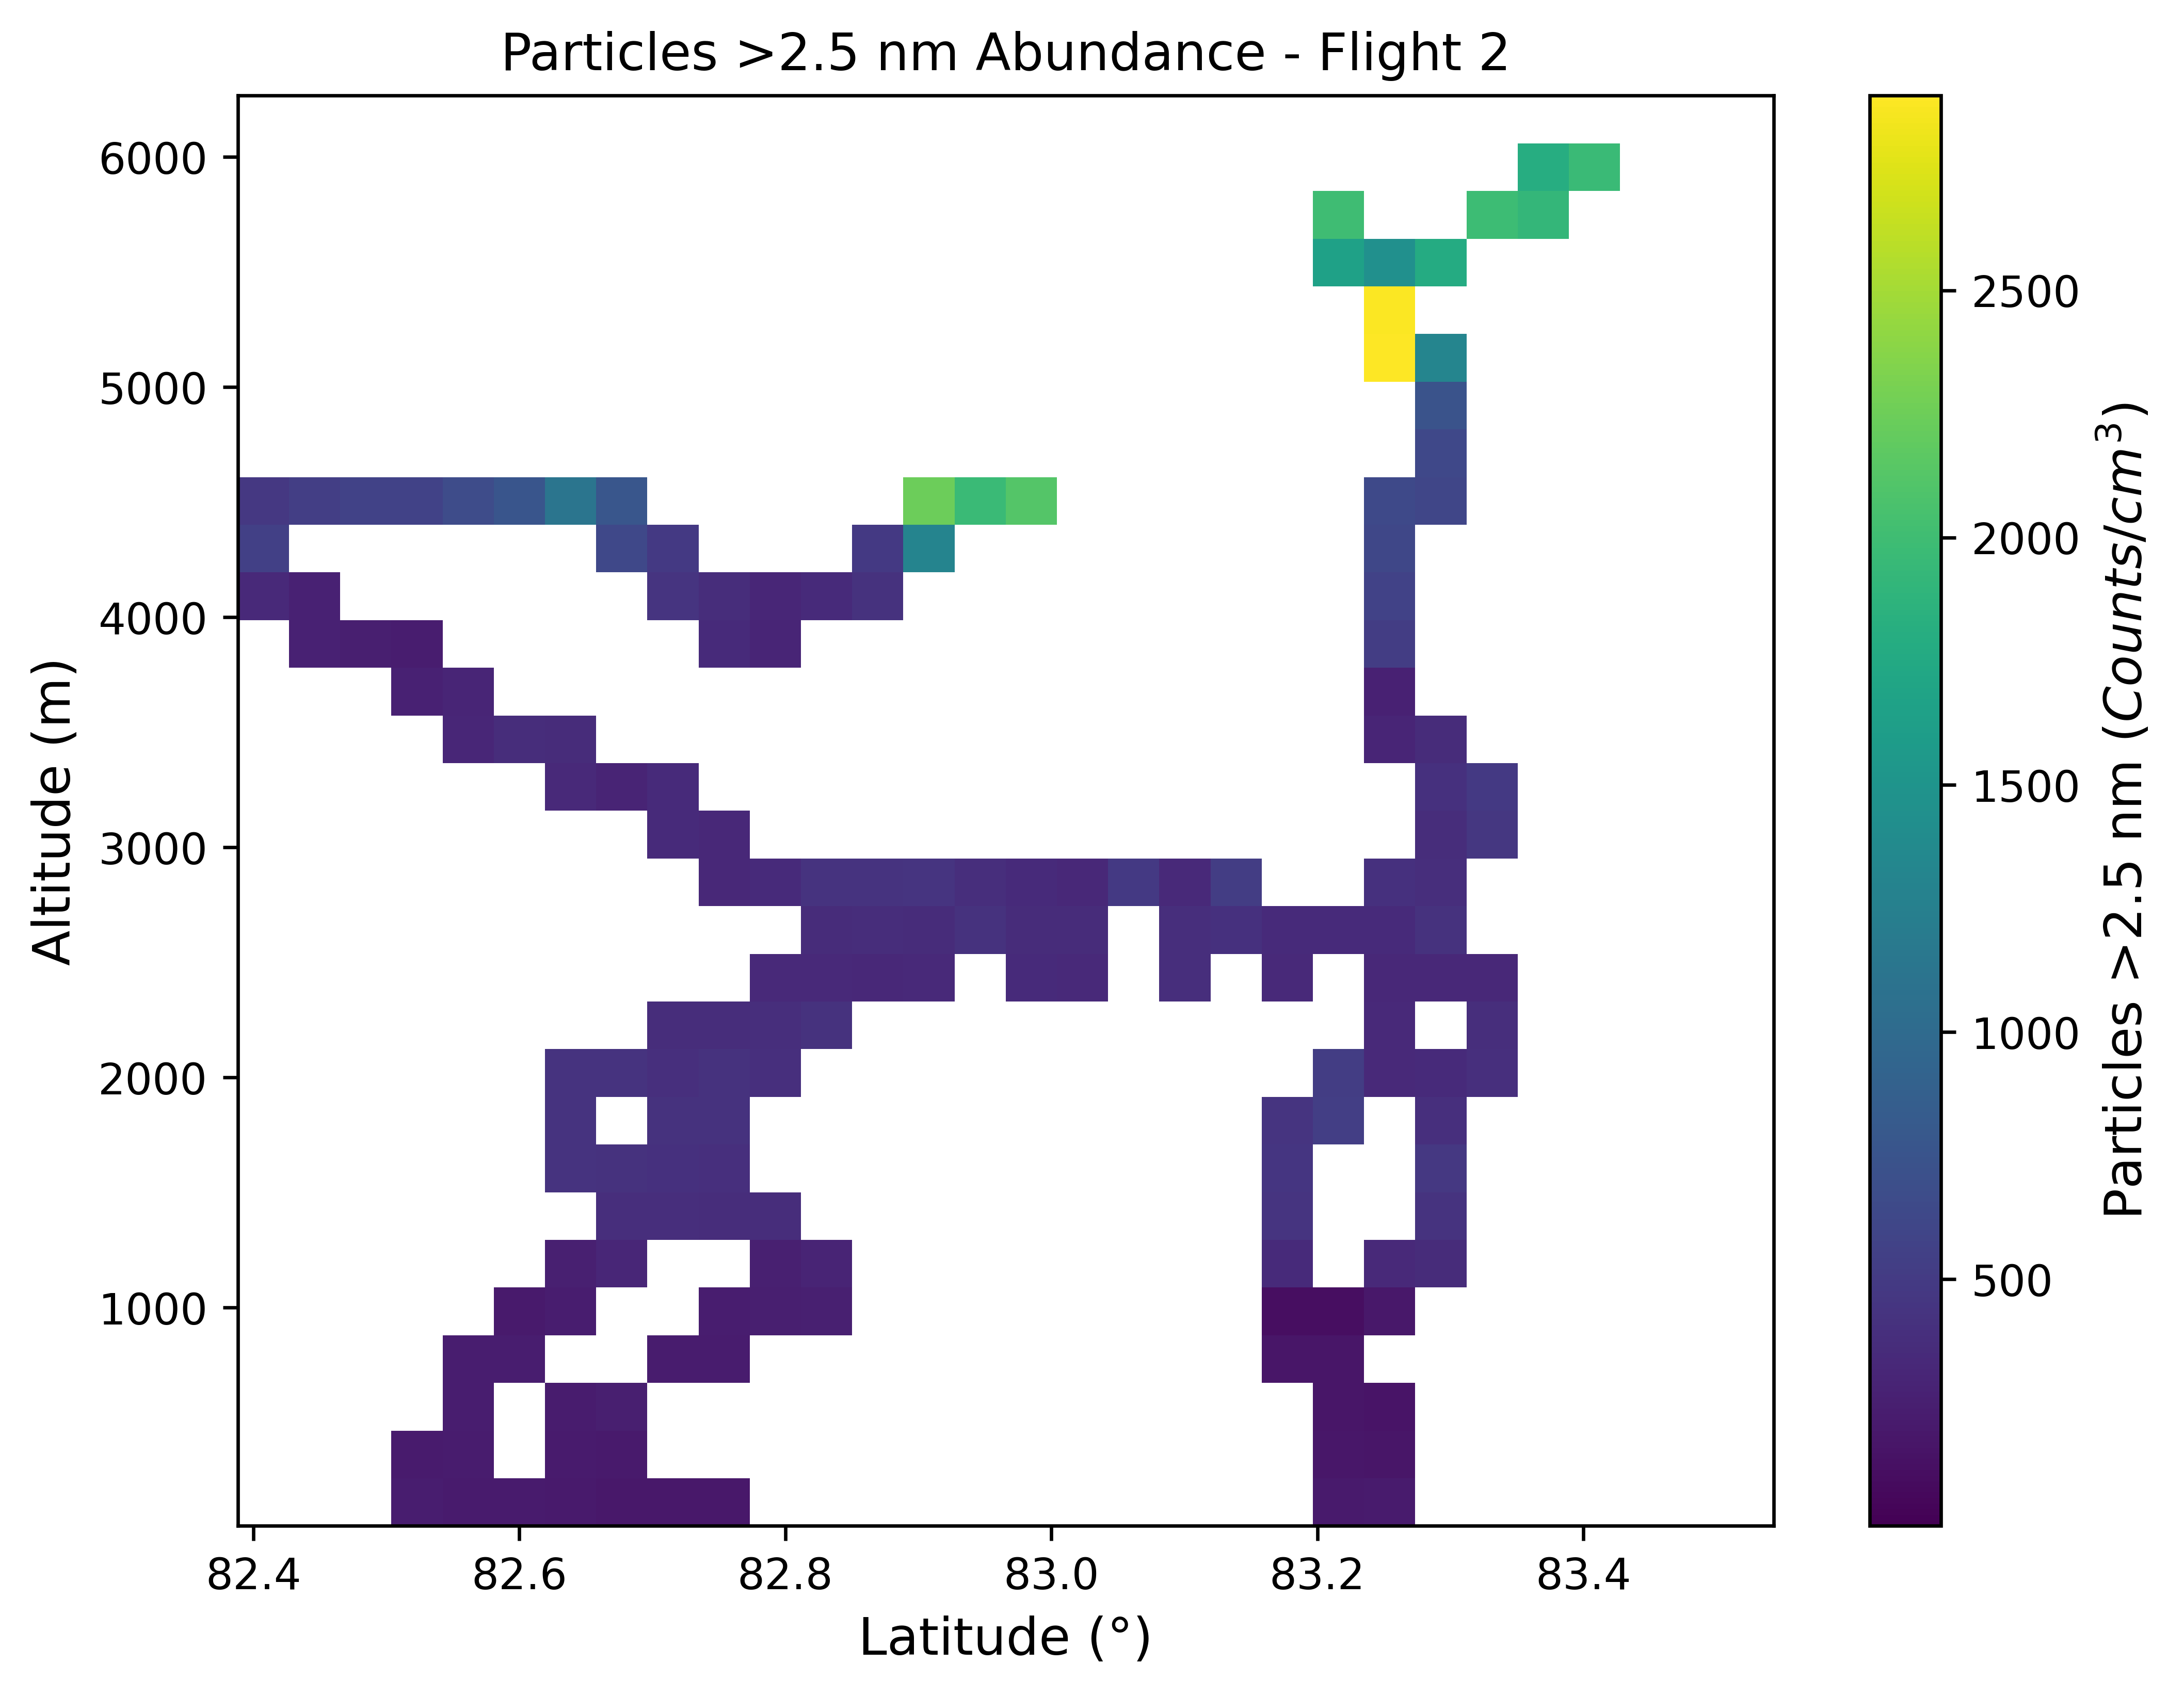 Particles >2.5 nm Abundance - Flight 2
6000
5000
4000
3000
2000
1000
Altitude (m)
82.4 82.6 82.8 83.0 83.2 83.4
Latitude (°)
2500
2000
1500
1000
500
Particles >2.5 nm (Counts/cm³)